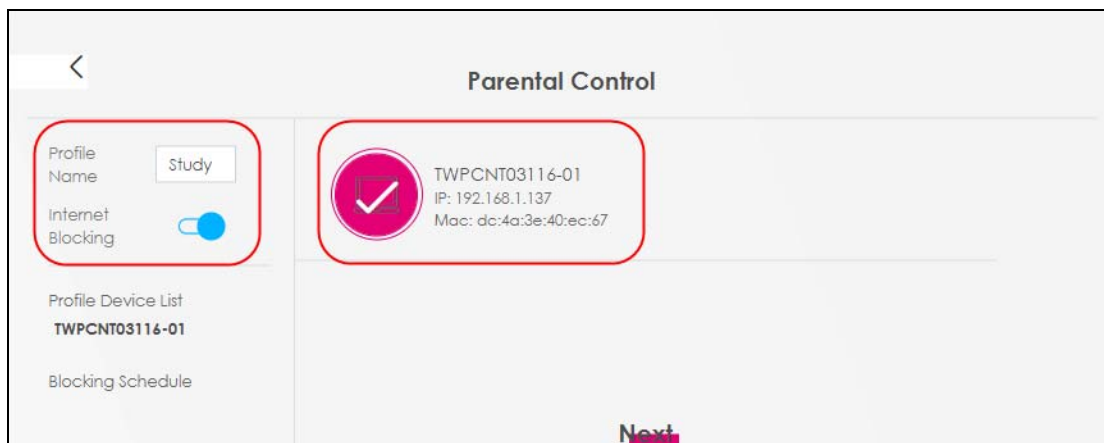 Parental Control
Profile
Name
Study
Internet
Blocking
Profile Device List
TWPCNT03116-01
Blocking Schedule
TWPCNT03116-01
IP: 192.168.1.137
Mac: dc:4a:3e:40:ec:67
Next